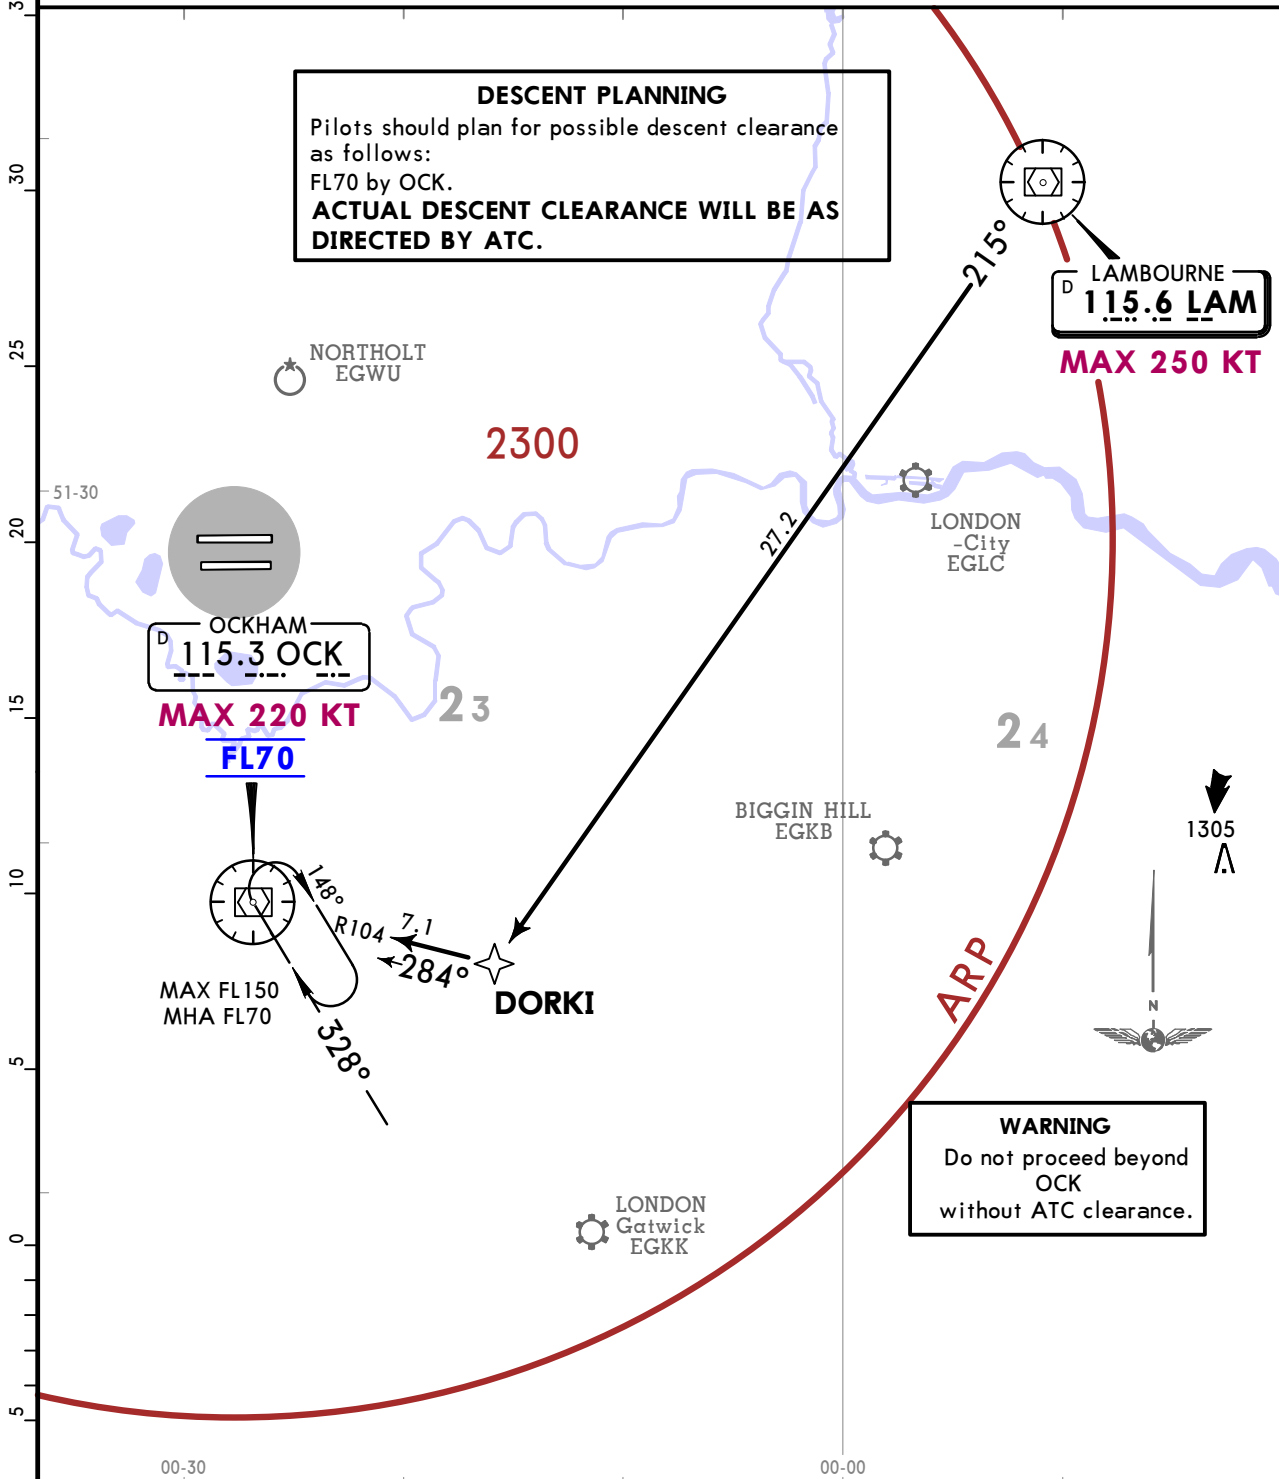 DESCENT PLANNING
Pilots should plan for possible descent clearance
as follows:
FL70 by OCK.
ACTUAL DESCENT CLEARANCE WILL BE AS
DIRECTED BY ATC.
215°
LAMBOURNE
D 115.6 LAM
MAX 250 KT
NORTHOLT
EGWU
2300
51-30
27.2
LONDON
-City
EGLC
OCKHAM
D 115.3 OCK
MAX 220 KT
FL70
23
24
BIGGIN HILL
EGKB
1305
148°
R104
7.1
284°
DORKI
MAX FL150
MHA FL70
328°
ARP
N
WARNING
Do not proceed beyond
OCK
without ATC clearance.
LONDON
Gatwick
EGKK
30
25
20
15
10
5
0
5
00-30
00-00